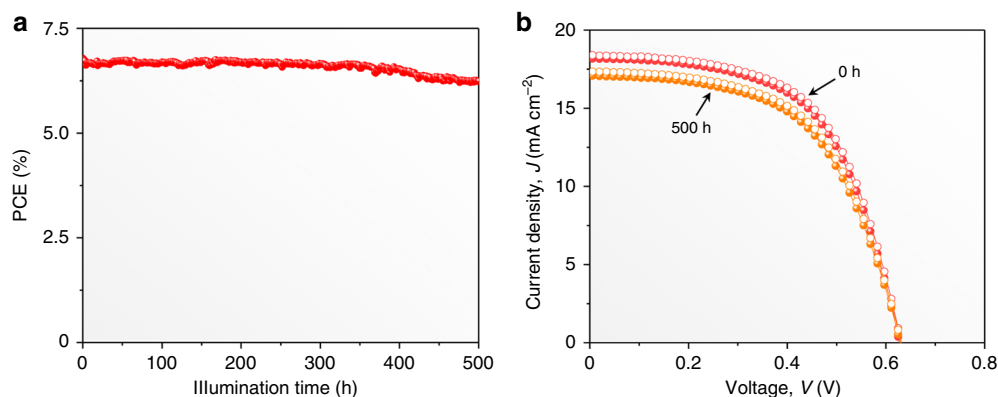 a
7.5
5.0
2.5
0
PCE (%)
0
100
200
300
400
500
Illumination time (h)
b
20
15
10
5
0
Current density, J (mA cm⁻²)
0 h
500 h
0
0.2
0.4
0.6
0.8
Voltage, V (V)